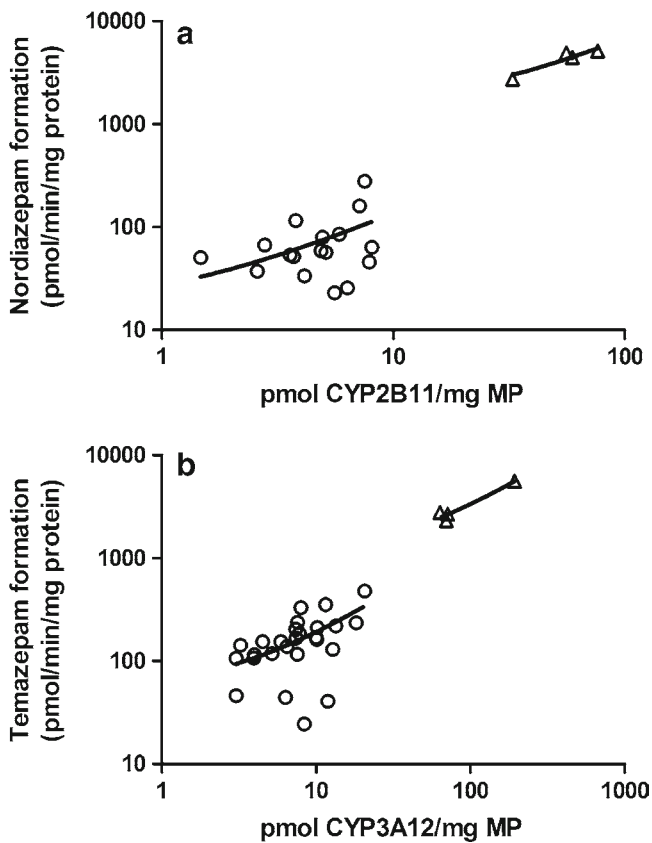 a
Nordiazepam formation
(pmol/min/mg protein)
10000
1000
100
10
1
10
100
pmol CYP2B11/mg MP
b
Temazepam formation
(pmol/min/mg protein)
10000
1000
100
10
1
10
100
1000
pmol CYP3A12/mg MP